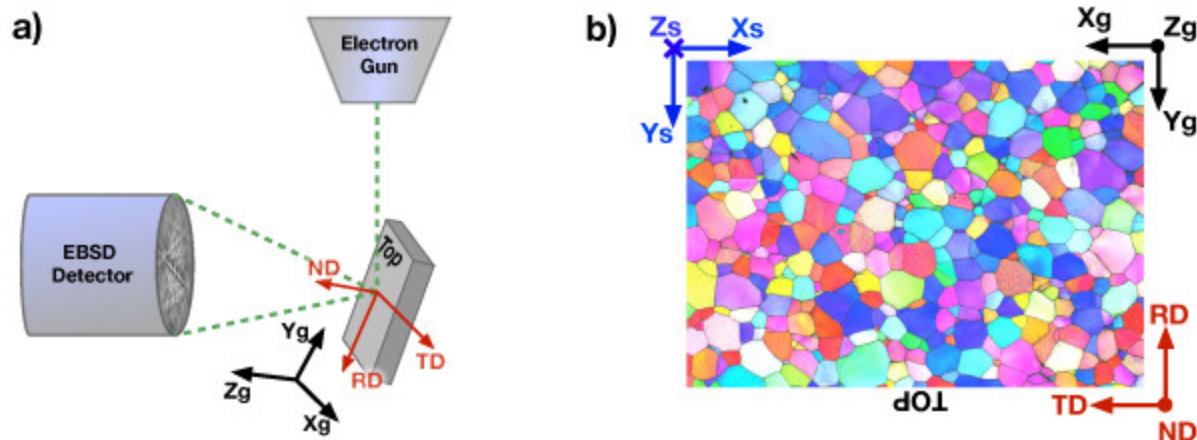 a)
Electron
Gun
EBSD
Detector
Top
ND
TD
RD
Yg
Zg
Xg
b)
Zs Xs
Ys
Xg Zg
Yg
RD
TD
ND
TOP